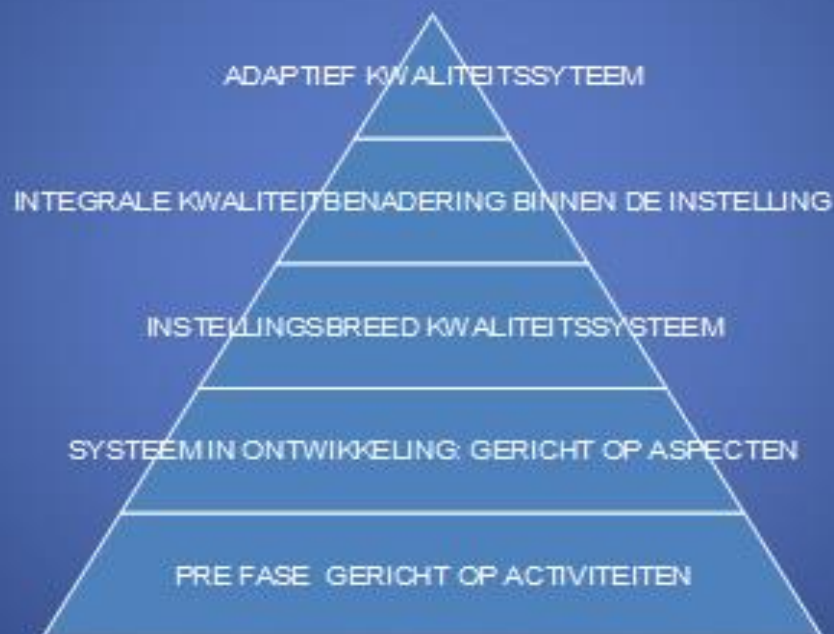 ADAPTIEF KWALITEITSSYTEEM
INTEGRALE KWALITEITBENADERING BINNEN DE INSTELLING
INSTELLINGSBREED KWALITEITSSYSTEEM
SYSTEEM IN ONTWIKKELING: GERICHT OP ASPECTEN
PRE FASE GERICHT OP ACTIVITEITEN